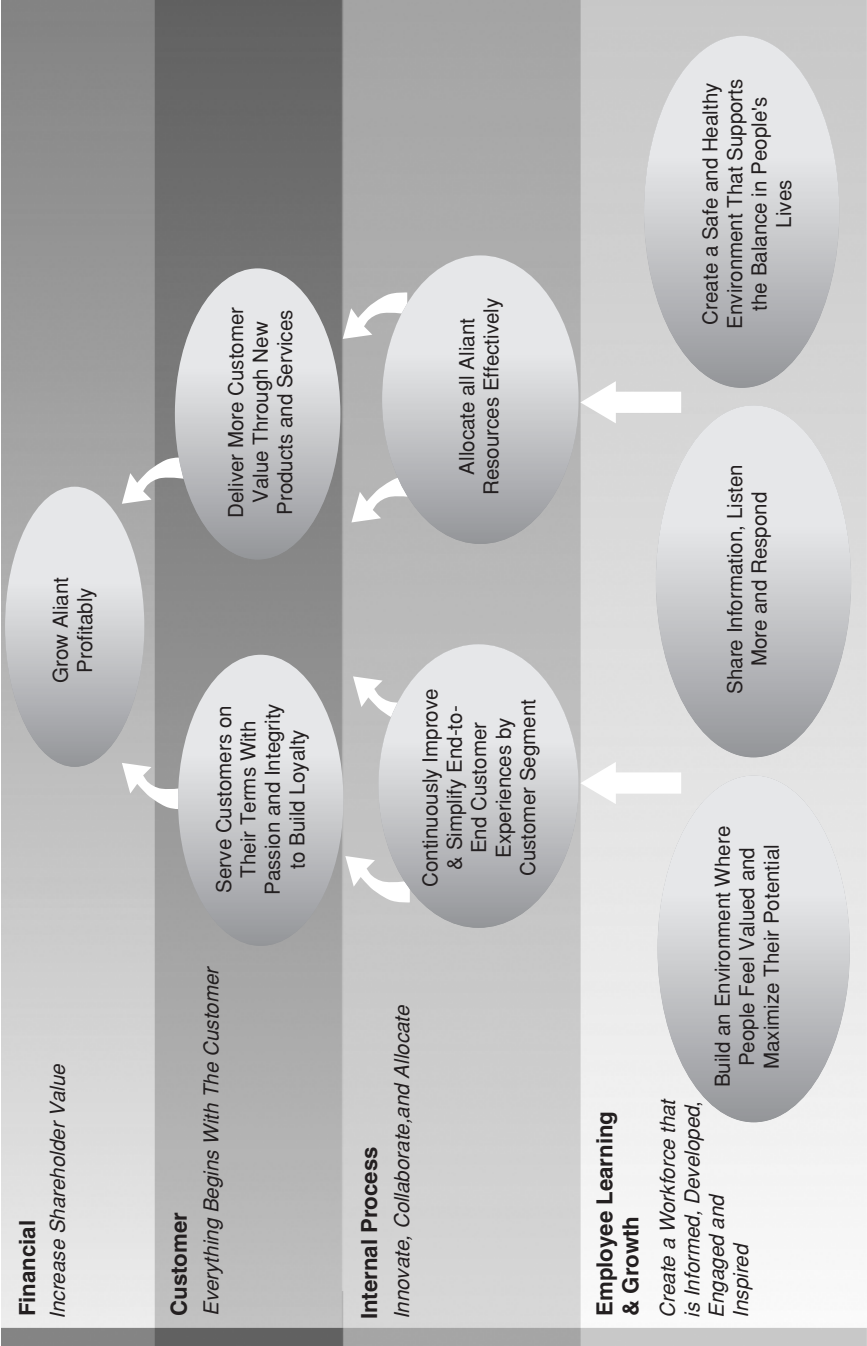 Financial
Increase Shareholder Value
Grow Aliant
Profitably
Customer
Everything Begins With The Customer
Serve Customers on
Their Terms With
Passion and Integrity
to Build Loyalty
Deliver More Customer
Value Through New
Products and Services
Internal Process
Innovate, Collaborate,and Allocate
Continuously Improve
& Simplify End-to-
End Customer
Experiences by
Customer Segment
Allocate all Aliant
Resources Effectively
Employee Learning
& Growth
Create a Workforce that
is Informed, Developed,
Engaged and
Inspired
Build an Environment Where
People Feel Valued and
Maximize Their Potential
Share Information, Listen
More and Respond
Create a Safe and Healthy
Environment That Supports
the Balance in People's
Lives